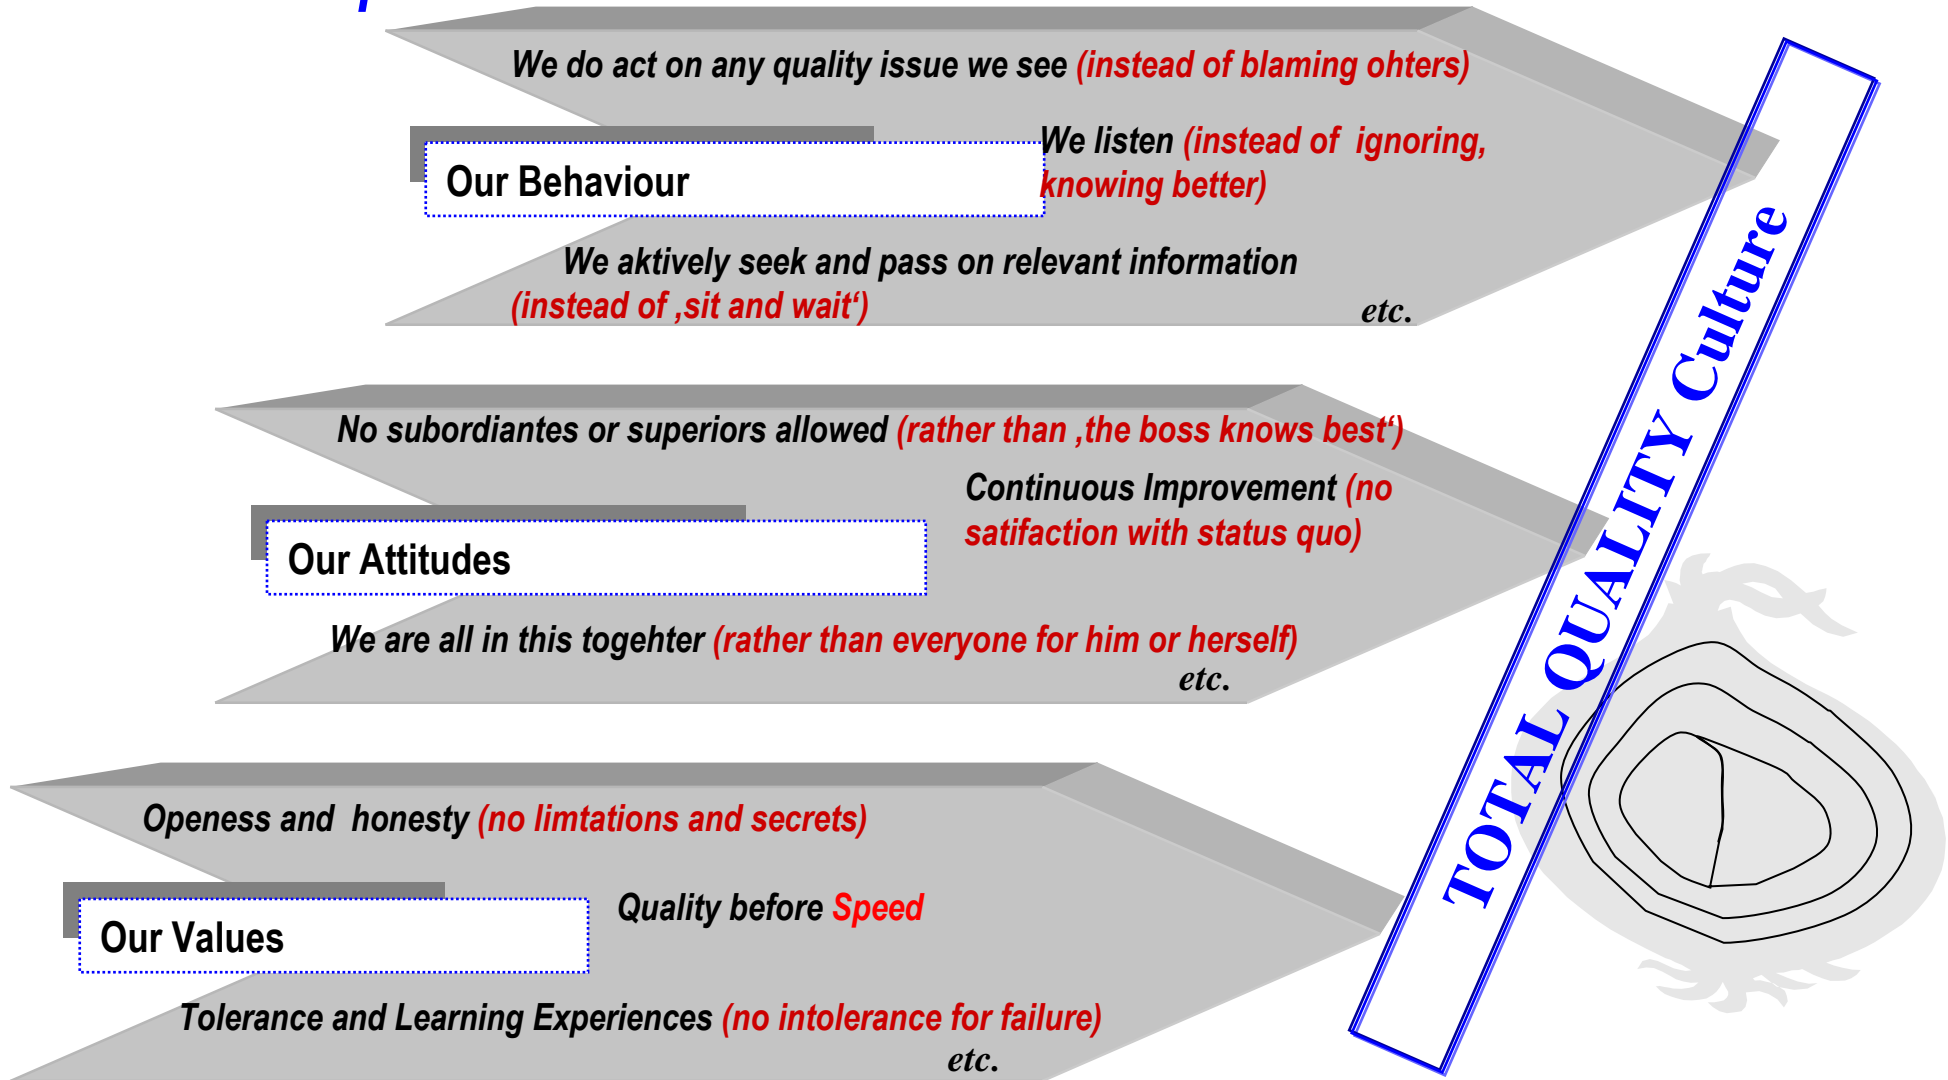 We do act on any quality issue we see (instead of blaming ohters)
We listen (instead of  ignoring,
knowing better)
Our Behaviour
We aktively seek and pass on relevant information
(instead of ‚sit and wait‘)
etc.
No subordiantes or superiors allowed (rather than ‚the boss knows best‘)
Continuous Improvement (no
satifaction with status quo)
Our Attitudes
We are all in this togehter (rather than everyone for him or herself)
etc.
Openess and  honesty (no limtations and secrets)
Quality before Speed
Our Values
Tolerance and Learning Experiences (no intolerance for failure)
etc.
TOTAL QUALITY Culture